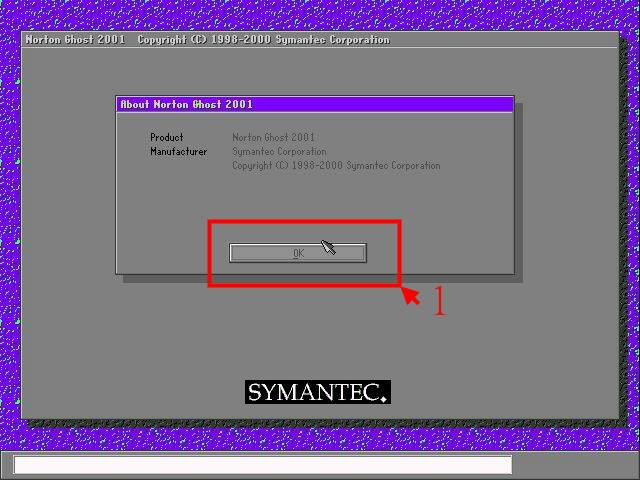 Norton Ghost 2001 Copyright (C) 1998-2000 Symantec Corporation
About Norton Ghost 2001
Product Norton Ghost 2001
Manufacturer Symantec Corporation
Copyright (C) 1998-2000 Symantec Corporation
OK
1
SYMANTEC.